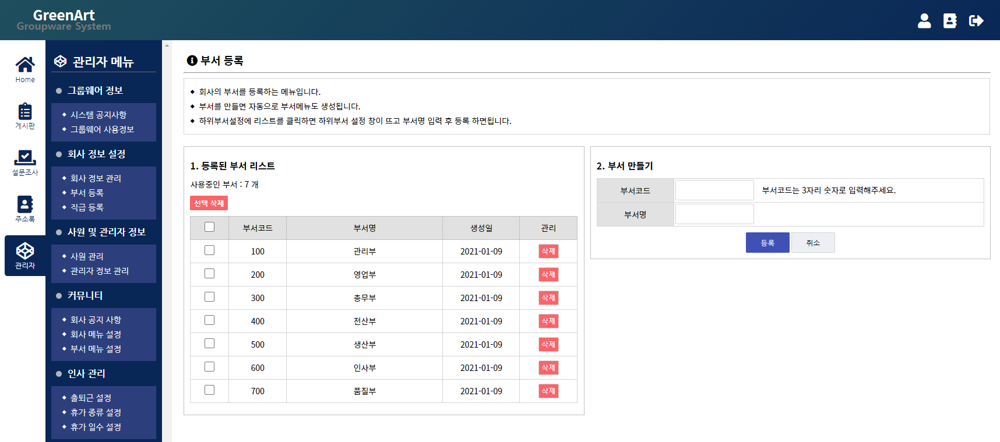 GreenArt
Groupware System
Home
게시판
설문조사
주소록
관리자
관리자 메뉴
그룹웨어 정보
시스템 공지사항
그룹웨어 사용정보
회사 정보 설정
회사 정보 관리
부서 등록
직급 등록
사원 및 관리자 정보
사원 관리
관리자 정보 관리
커뮤니티
회사 공지 사항
회사 메뉴 설정
부서 메뉴 설정
인사 관리
출퇴근 설정
휴가 종류 설정
휴가 일수 설정
부서 등록
회사의 부서를 등록하는 메뉴입니다.
부서를 만들면 자동으로 부서메뉴도 생성됩니다.
하위부서설정에 리스트를 클릭하면 하위부서 설정 창이 뜨고 부서명 입력 후 등록 하면됩니다.
1. 등록된 부서 리스트
사용중인 부서 : 7 개
선택 삭제
부서코드 부서명 생성일 관리
100 관리부 2021-01-09 삭제
200 영업부 2021-01-09 삭제
300 총무부 2021-01-09 삭제
400 전산부 2021-01-09 삭제
500 생산부 2021-01-09 삭제
600 인사부 2021-01-09 삭제
700 품질부 2021-01-09 삭제
2. 부서 만들기
부서코드 부서코드는 3자리 숫자로 입력해주세요.
부서명
등록 취소